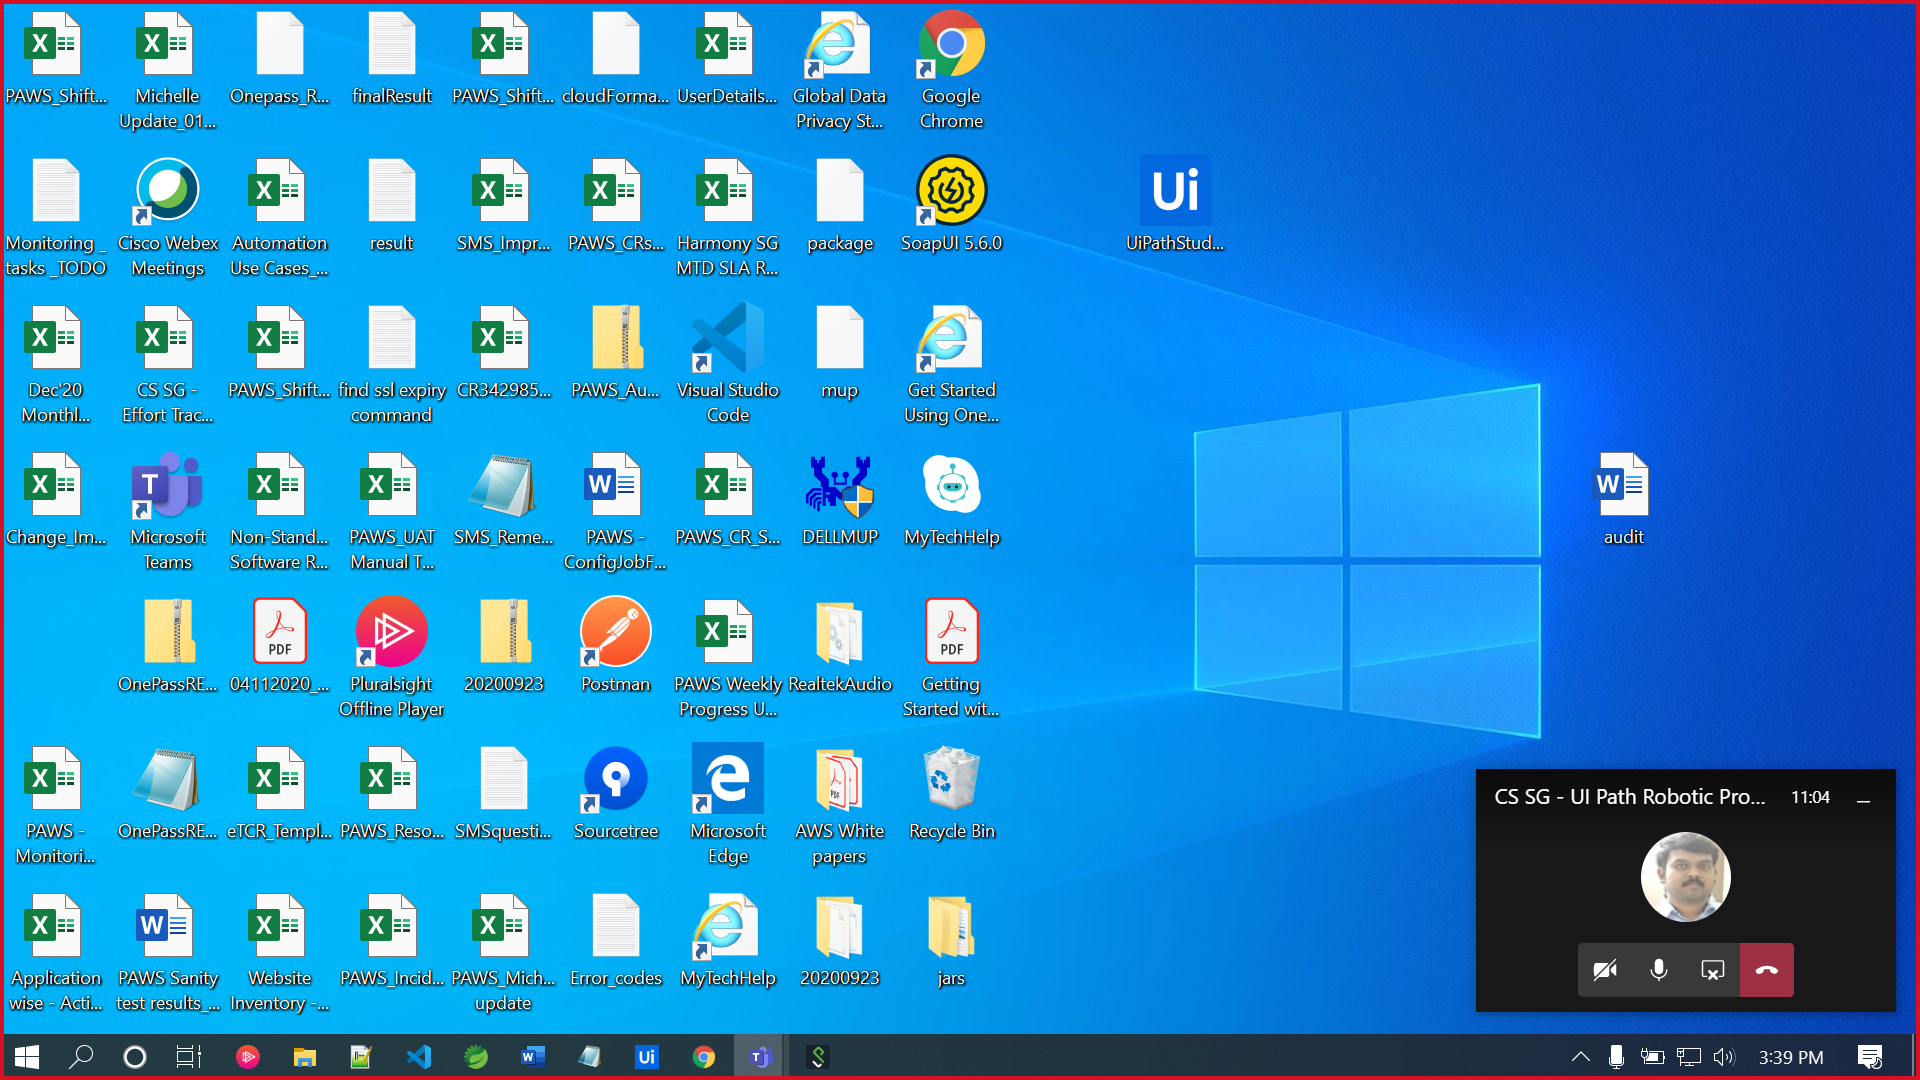 PAWS_Shift...
Michelle
Update_01...
Onepass_R...
finalResult
PAWS_Shift...
cloudForma...
UserDetails...
Global Data
Privacy St...
Google
Chrome
Monitoring _
tasks _TODO
Cisco Webex
Meetings
Automation
Use Cases_...
result
SMS_Impr...
PAWS_CRs...
Harmony SG
MTD SLA R...
package
SoapUI 5.6.0
Ui
UiPathStud...
Dec'20
Monthl...
CS SG -
Effort Trac...
PAWS_Shift...
find ssl expiry
command
CR342985...
PAWS_Au...
Visual Studio
Code
mup
Get Started
Using One...
Change_Im...
Microsoft
Teams
Non-Stand...
Software R...
PAWS_UAT
Manual T...
SMS_Reme...
PAWS -
ConfigJobF...
PAWS_CR_S...
DELLMUP
MyTechHelp
audit
OnePassRE...
PDF
04112020_...
Pluralsight
Offline Player
20200923
Postman
PAWS Weekly
Progress U...
RealtekAudio
PDF
Getting
Started wit...
PAWS -
Monitori...
OnePassRE...
eTCR_Templ...
PAWS_Reso...
SMSquesti...
Sourcetree
Microsoft
Edge
AWS White
papers
Recycle Bin
CS SG - UI Path Robotic Pro... 11:04
Application
wise - Acti...
PAWS Sanity
test results_...
Website
Inventory -...
PAWS_Incid...
PAWS_Mich...
update
Error_codes
MyTechHelp
20200923
jars
3:39 PM